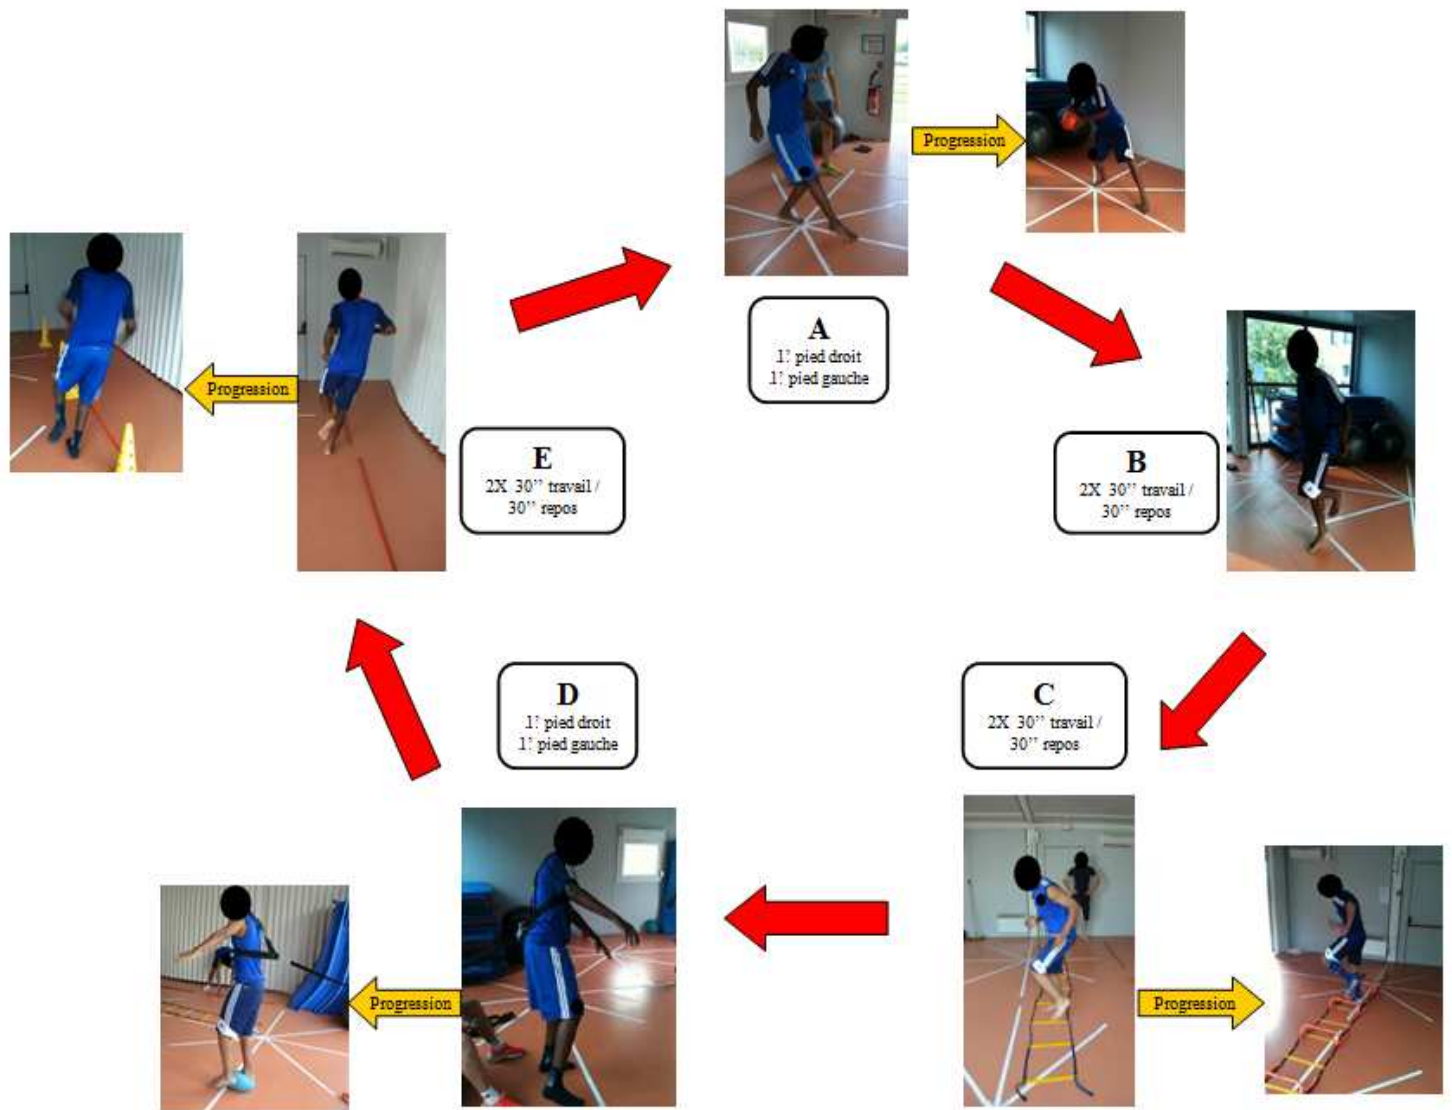 Progression
A
1' pied droit
1' pied gauche
Progression
E
2X 30’’ travail /
30’’ repos
B
2X 30’’ travail /
30’’ repos
D
1' pied droit
1' pied gauche
C
2X 30’’ travail /
30’’ repos
Progression
Progression